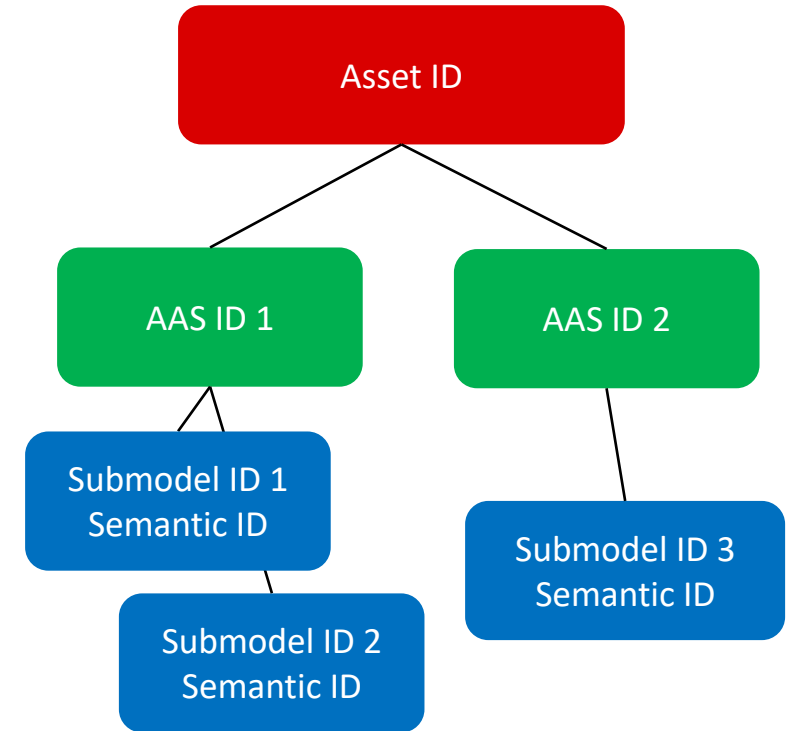 Asset ID
AAS ID 1
AAS ID 2
Submodel ID 1
Semantic ID
Submodel ID 3
Semantic ID
Submodel ID 2
Semantic ID